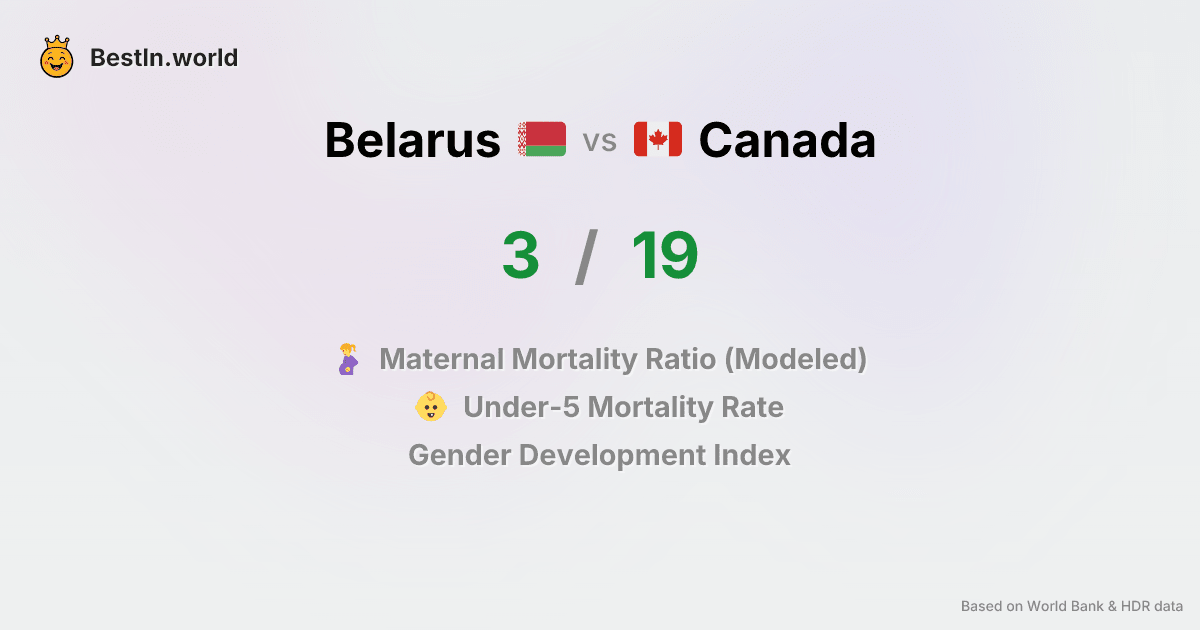 BestIn.world
Belarus vs Canada
3 / 19
Maternal Mortality Ratio (Modeled)
Under-5 Mortality Rate
Gender Development Index
Based on World Bank & HDR data